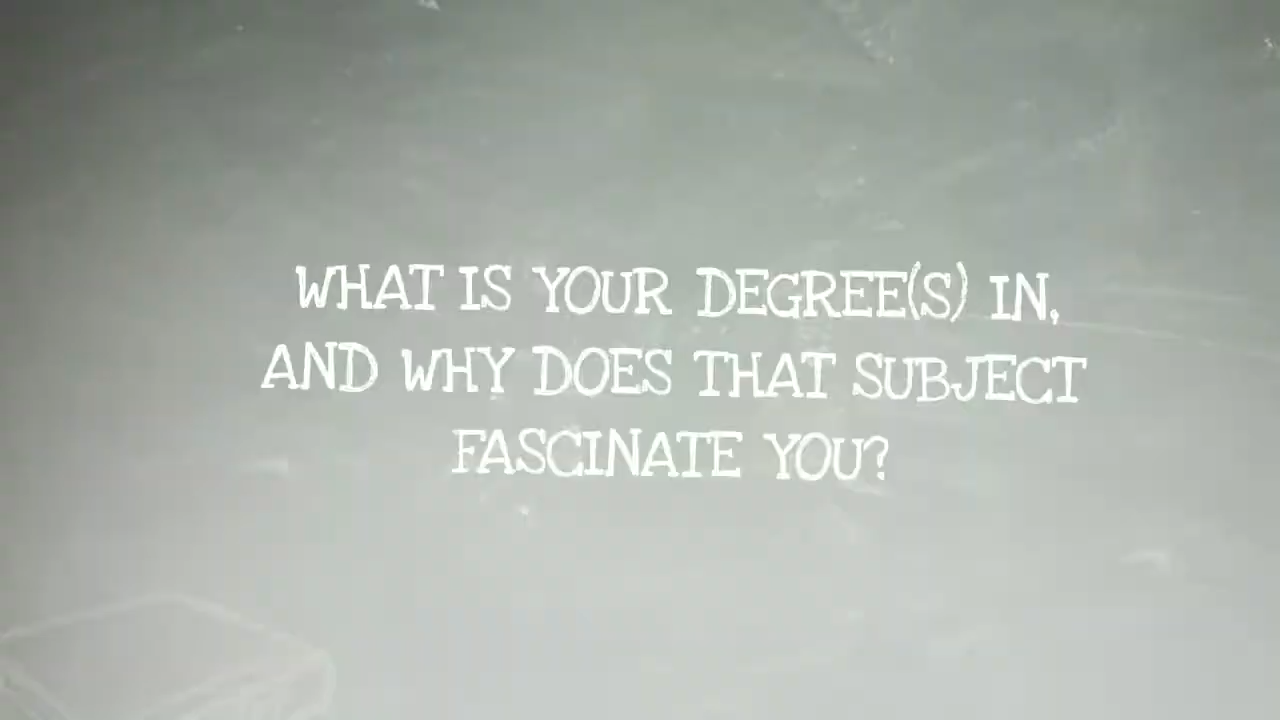 WHAT IS YOUR DEGREE(S) IN,
AND WHY DOES THAT SUBJECT
FASCINATE YOU?